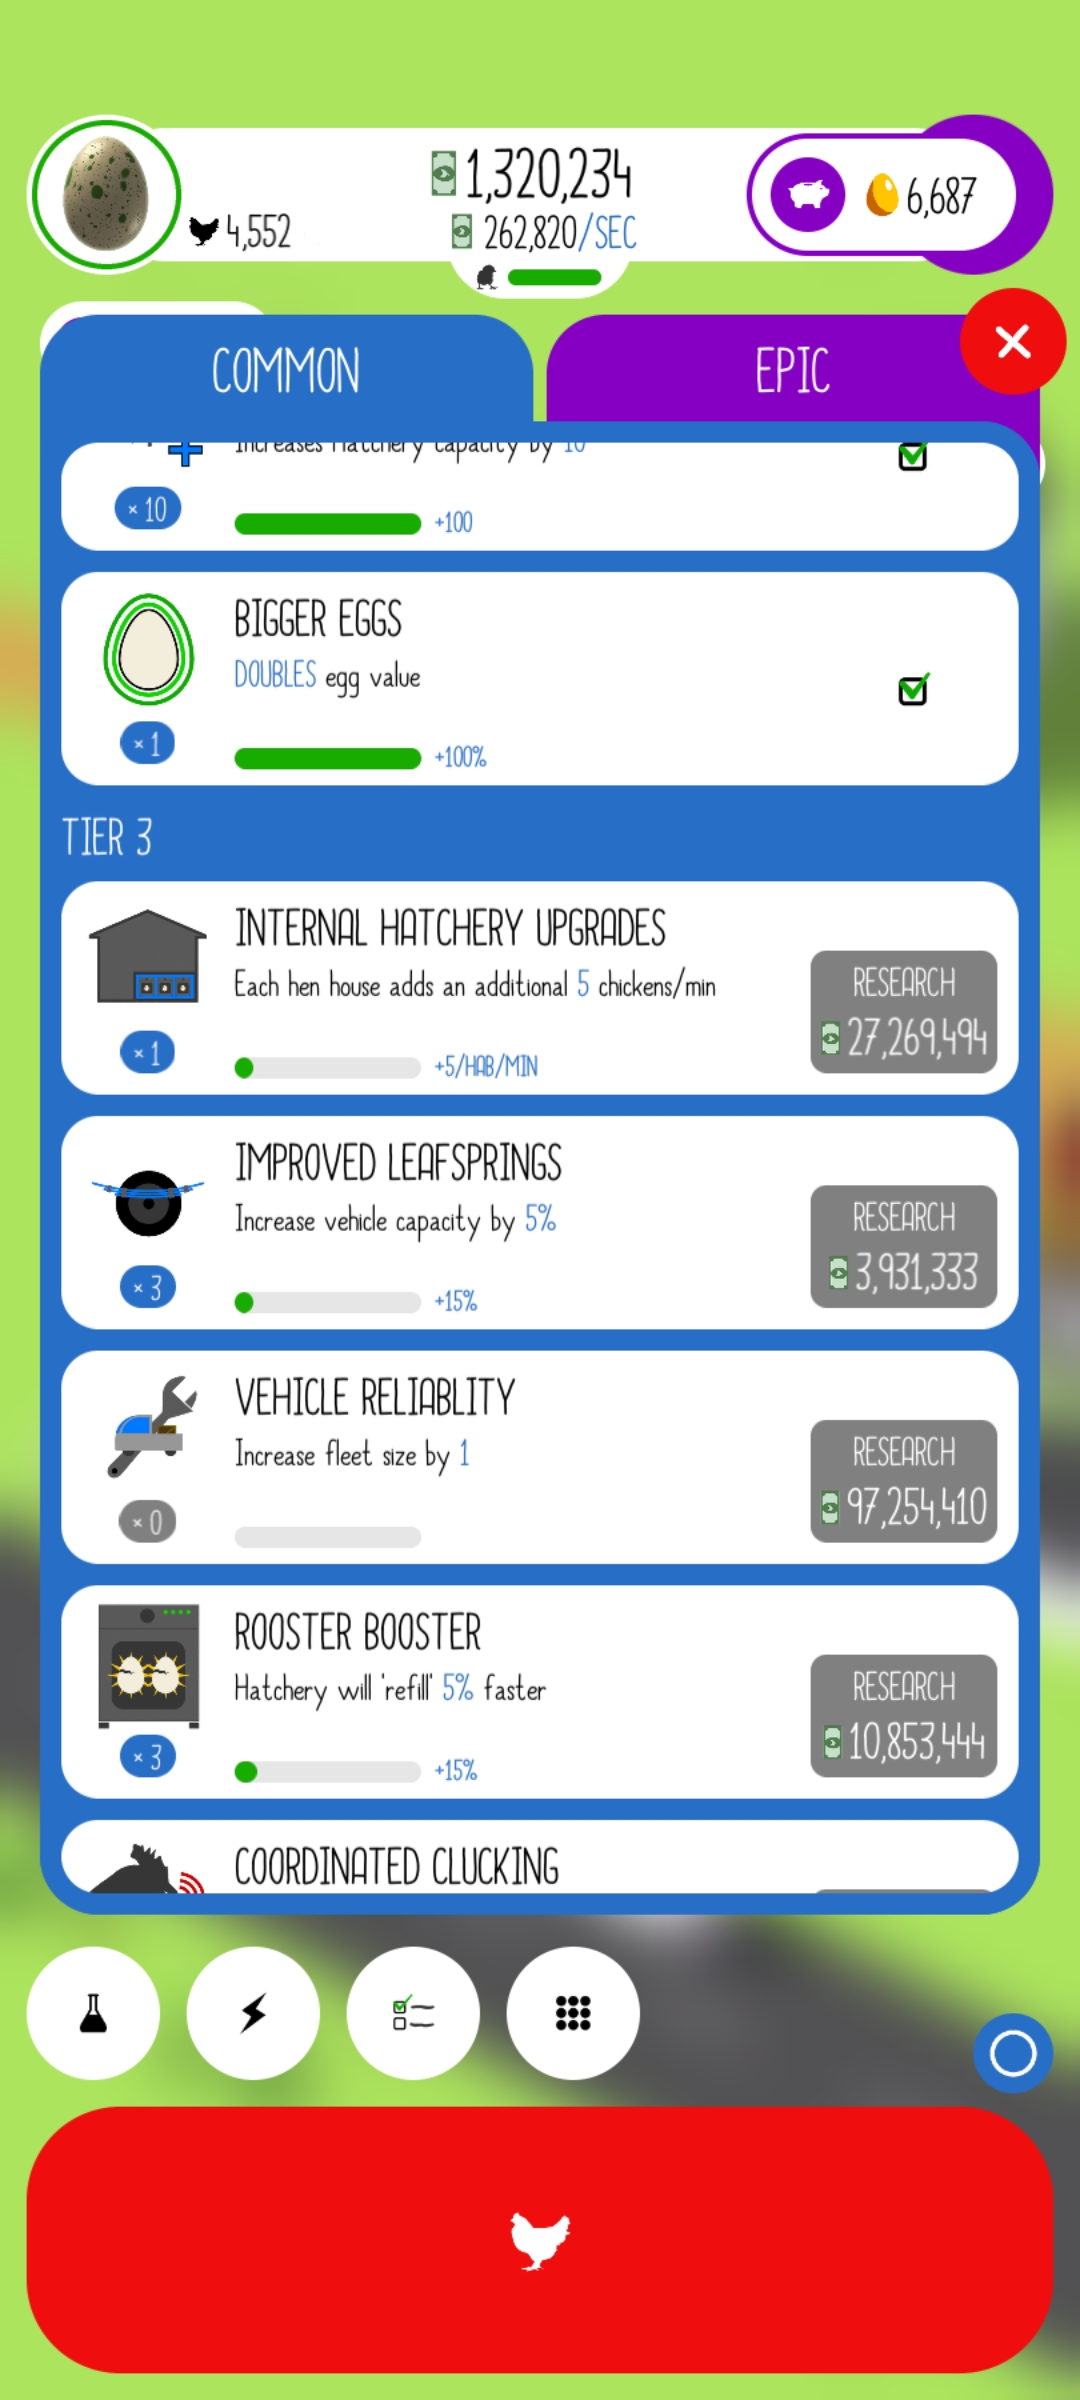 1,320,234
4,552
262,820/SEC
6,687
COMMON
EPIC
Increases hatchery capacity by 10
× 10
+100
BIGGER EGGS
DOUBLES egg value
× 1
+100%
TIER 3
INTERNAL HATCHERY UPGRADES
Each hen house adds an additional 5 chickens/min
RESEARCH
27,269,494
× 1
+5/HAB/MIN
IMPROVED LEAFSPRINGS
Increase vehicle capacity by 5%
RESEARCH
3,931,333
× 3
+15%
VEHICLE RELIABLITY
Increase fleet size by 1
RESEARCH
97,254,410
× 0
ROOSTER BOOSTER
Hatchery will 'refill' 5% faster
RESEARCH
10,853,444
× 3
+15%
COORDINATED CLUCKING